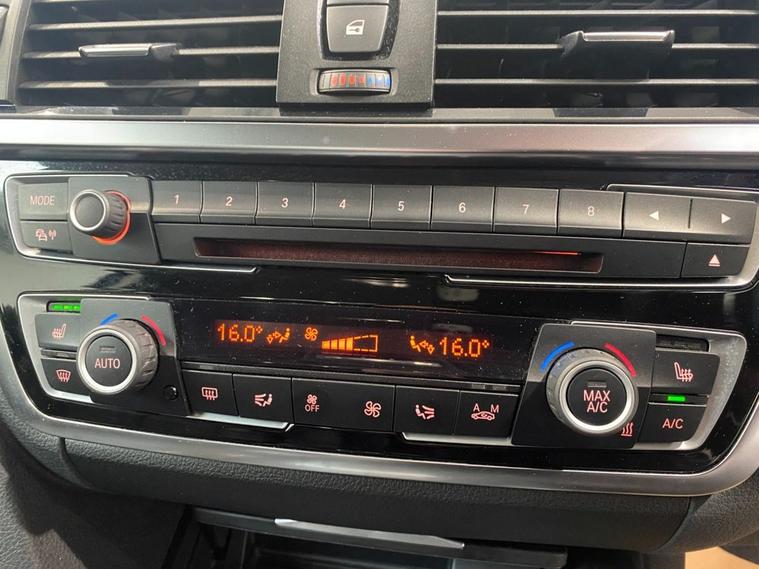 MODE 1 2 3 4 5 6 7 8
16.0° 16.0°
AUTO
OFF
A M
MAX
A/C
A/C